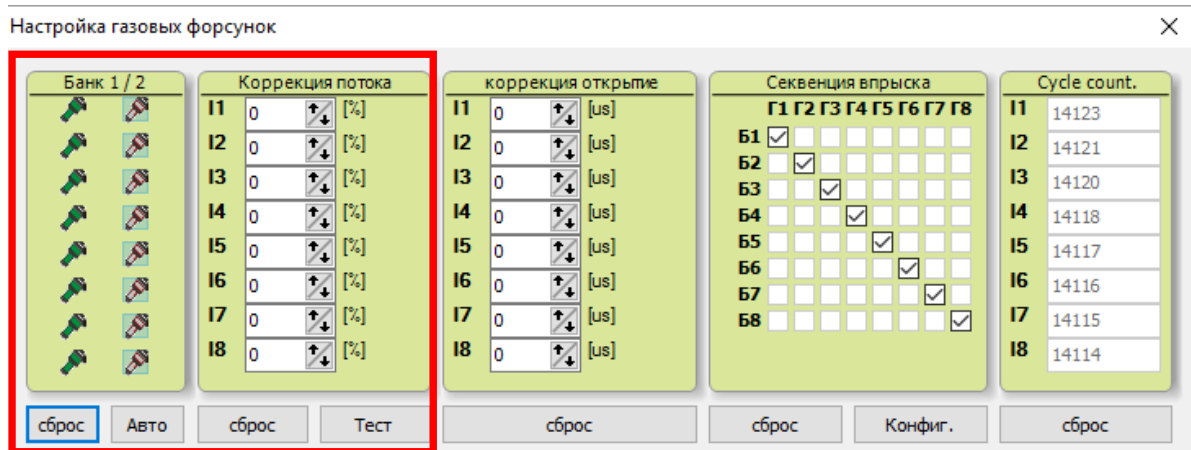 Настройка газовых форсунок
Банк 1 / 2 Коррекция потока коррекция открытие Секвенция впрыска Cycle count.
Г1 Г2 Г3 Г4 Г5 Г6 Г7 Г8
I1 0 [%] I1 0 [us] Б1 I1 14123
I2 0 [%] I2 0 [us] Б2 I2 14121
I3 0 [%] I3 0 [us] Б3 I3 14120
I4 0 [%] I4 0 [us] Б4 I4 14118
I5 0 [%] I5 0 [us] Б5 I5 14117
I6 0 [%] I6 0 [us] Б6 I6 14116
I7 0 [%] I7 0 [us] Б7 I7 14115
I8 0 [%] I8 0 [us] Б8 I8 14114
сброс Авто сброс Тест сброс сброс Конфиг. сброс